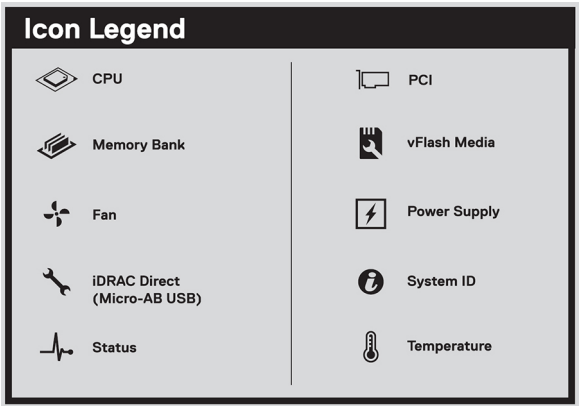 Icon Legend
CPU
Memory Bank
Fan
iDRAC Direct
(Micro-AB USB)
Status
PCI
vFlash Media
Power Supply
System ID
Temperature